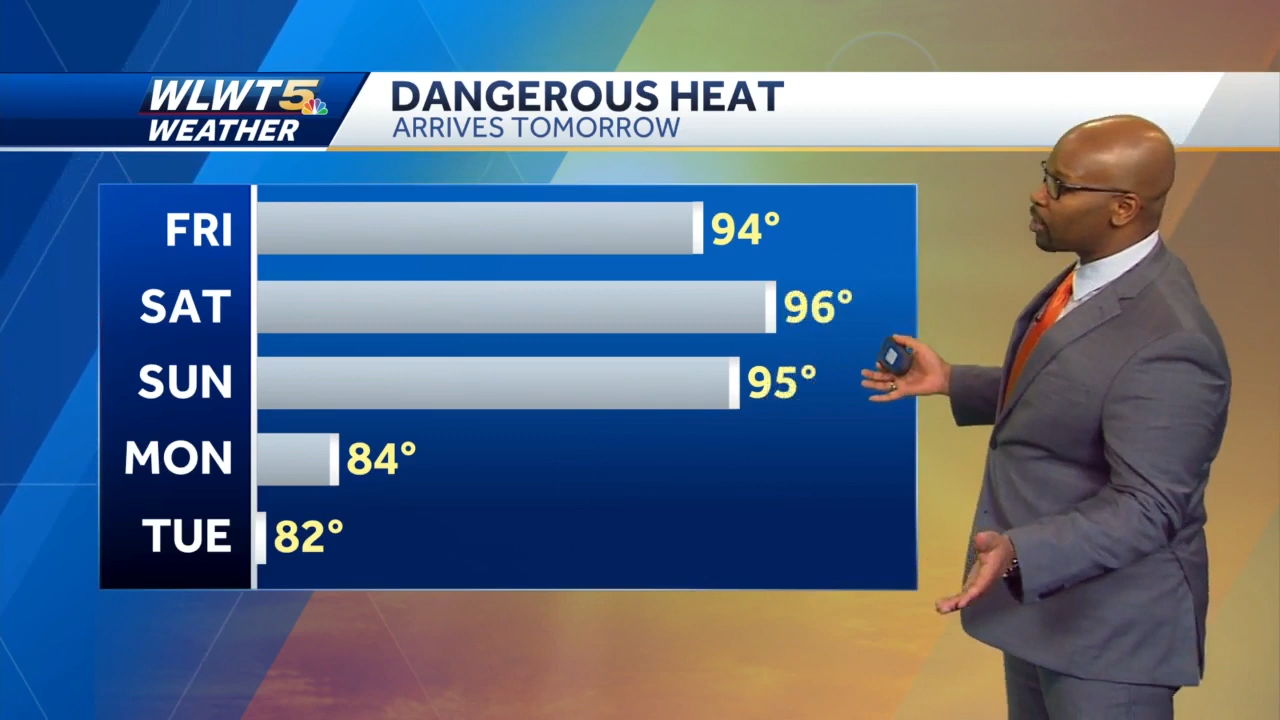 WLWT5
WEATHER
DANGEROUS HEAT
ARRIVES TOMORROW
FRI 94°
SAT 96°
SUN 95°
MON 84°
TUE 82°